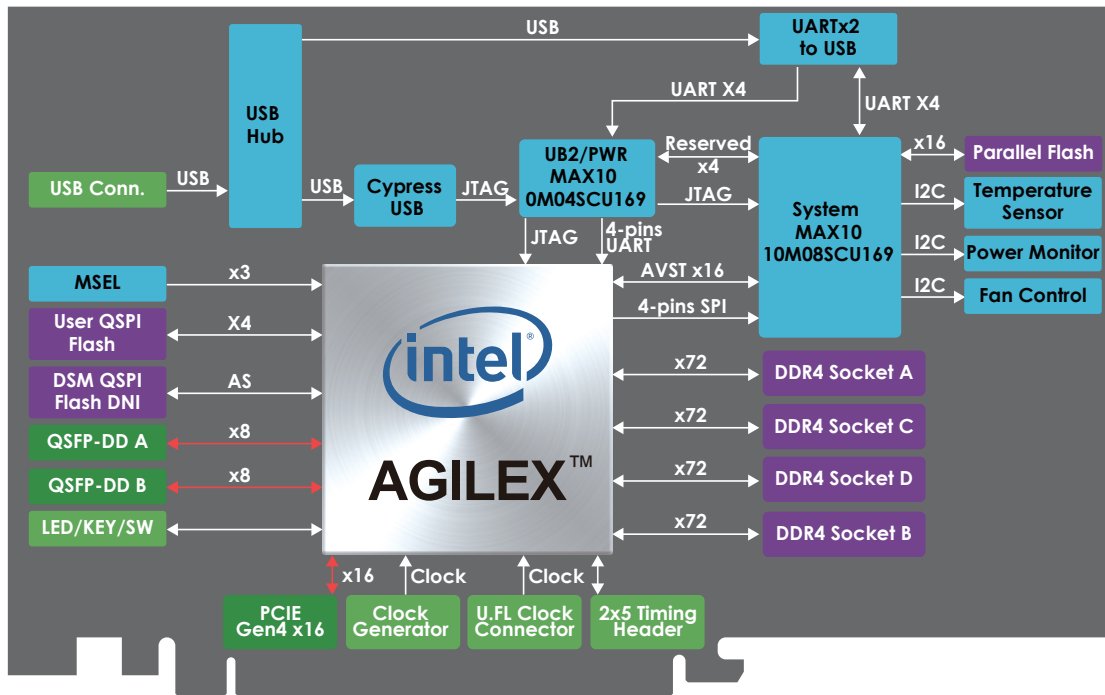 USB
UARTx2
to USB
USB
Hub
UART X4
UART X4
USB Conn.
USB
USB
Cypress
USB
JTAG
UB2/PWR
MAX10
0M04SCU169
Reserved
x4
JTAG
System
MAX10
10M08SCU169
x16
Parallel Flash
I2C
Temperature
Sensor
I2C
Power Monitor
I2C
Fan Control
JTAG
4-pins
UART
AVST x16
4-pins SPI
MSEL
x3
User QSPI
Flash
X4
DSM QSPI
Flash DNI
AS
QSFP-DD A
x8
QSFP-DD B
x8
LED/KEY/SW
intel®
AGILEX™
x72
DDR4 Socket A
x72
DDR4 Socket C
x72
DDR4 Socket D
x72
DDR4 Socket B
x16
Clock
Clock
PCIE
Gen4 x16
Clock
Generator
U.FL Clock
Connector
2x5 Timing
Header